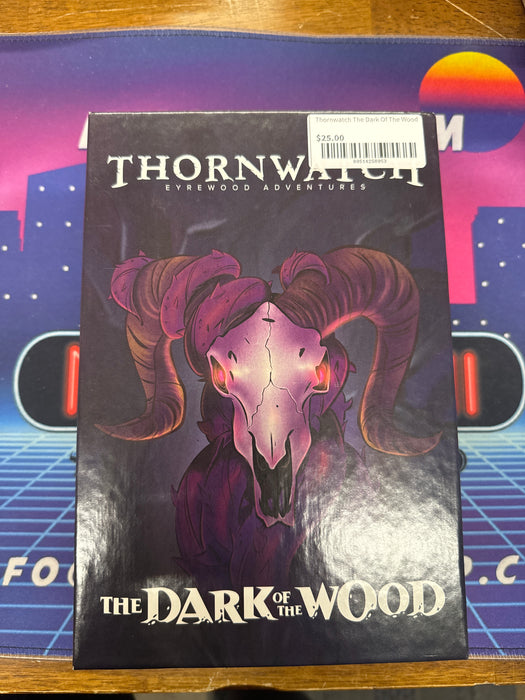 Thornwatch The Dark Of The Wood
$25.00
THORNWATCH
EYREWOOD ADVENTURES
THE DARK OF THE WOOD